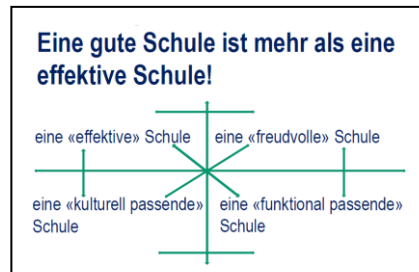 Eine gute Schule ist mehr als eine
effektive Schule!
eine «effektive» Schule
eine «freudvolle» Schule
eine «kulturell passende»
Schule
eine «funktional passende»
Schule